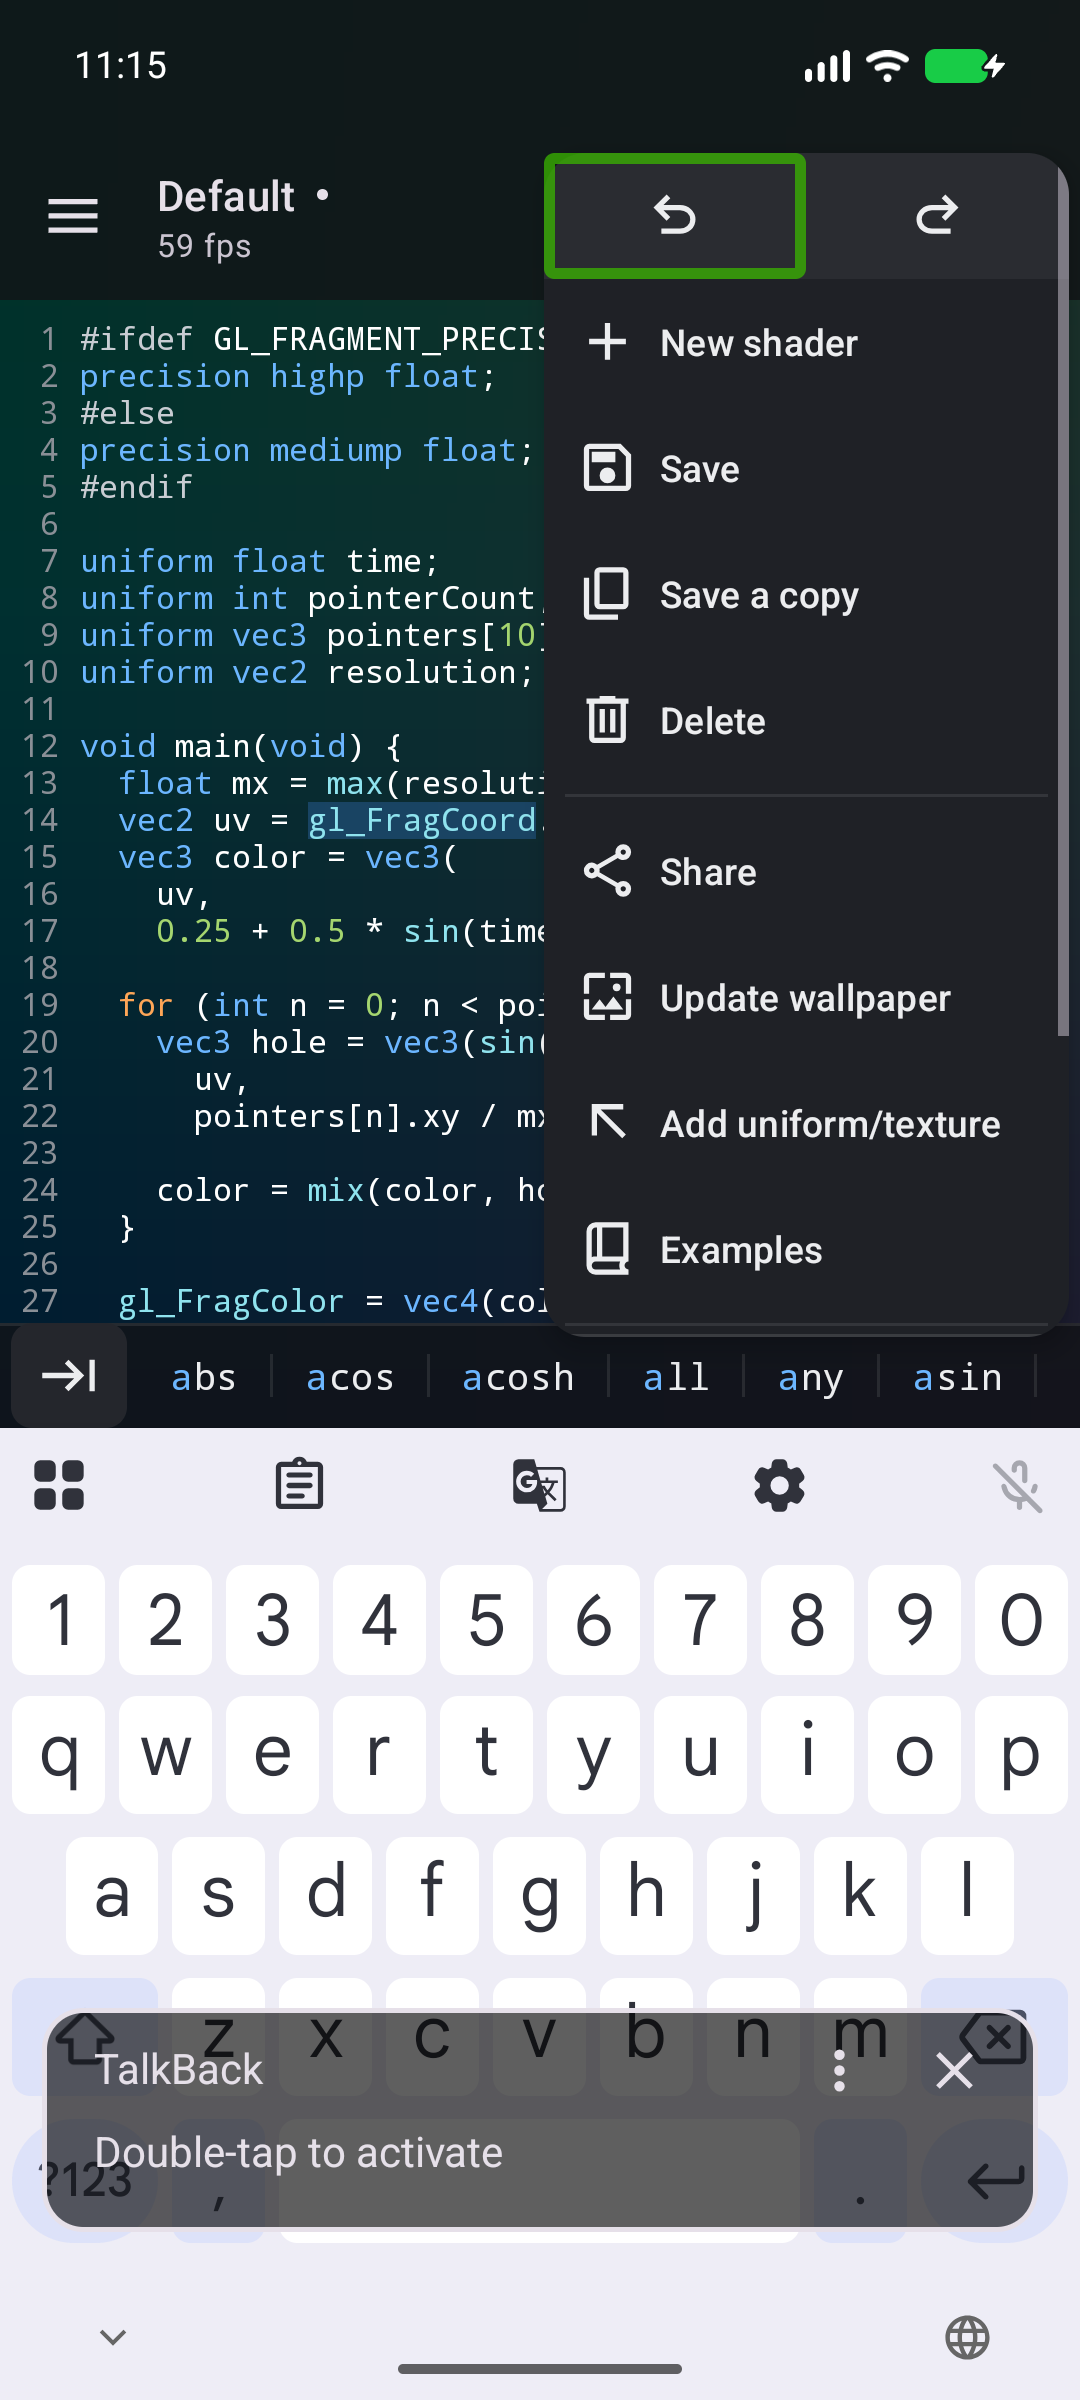 11:15
Default •
59 fps
New shader
Save
Save a copy
Delete
Share
Update wallpaper
Add uniform/texture
Examples
1 #ifdef GL_FRAGMENT_PRECIS
2 precision highp float;
3 #else
4 precision mediump float;
5 #endif
6
7 uniform float time;
8 uniform int pointerCount;
9 uniform vec3 pointers[10]
10 uniform vec2 resolution;
11
12 void main(void) {
13 float mx = max(resoluti
14 vec2 uv = gl_FragCoord.
15 vec3 color = vec3(
16 uv,
17 0.25 + 0.5 * sin(time
18
19 for (int n = 0; n < poi
20 vec3 hole = vec3(sin(
21 uv,
22 pointers[n].xy / mx
23
24 color = mix(color, ho
25 }
26
27 gl_FragColor = vec4(col
abs acos acosh all any asin
1 2 3 4 5 6 7 8 9 0
q w e r t y u i o p
a s d f g h j k l
z x c v b n m
TalkBack
Double-tap to activate
?123 , .